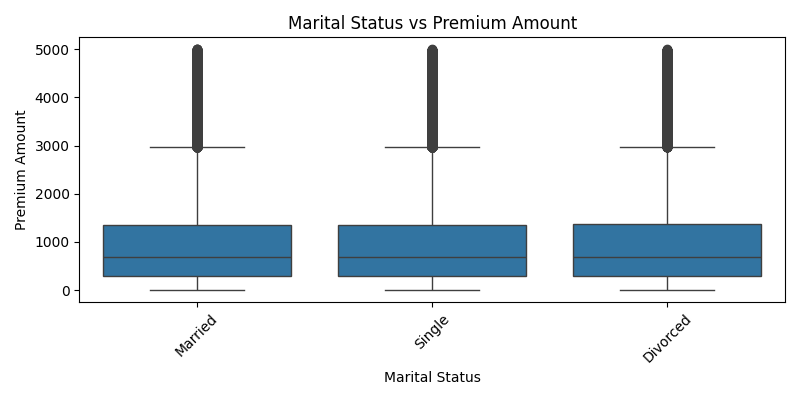 Marital Status vs Premium Amount
Premium Amount
5000
4000
3000
2000
1000
0
Married
Single
Divorced
Marital Status